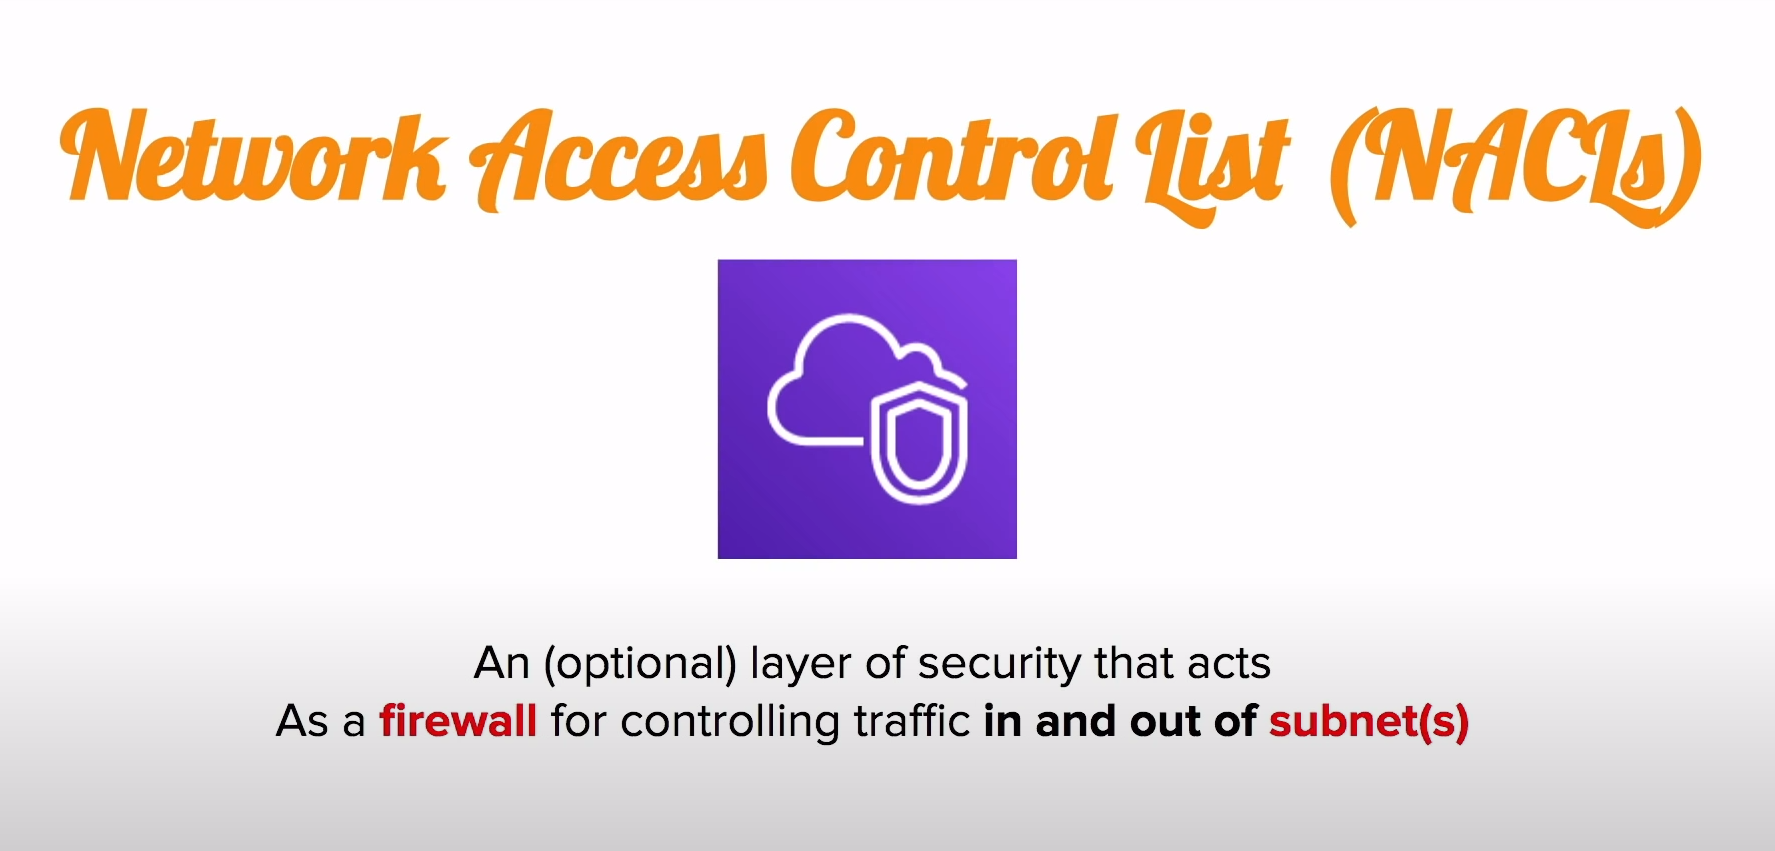 Network Access Control List (NACLs)
An (optional) layer of security that acts
As a firewall for controlling traffic in and out of subnet(s)